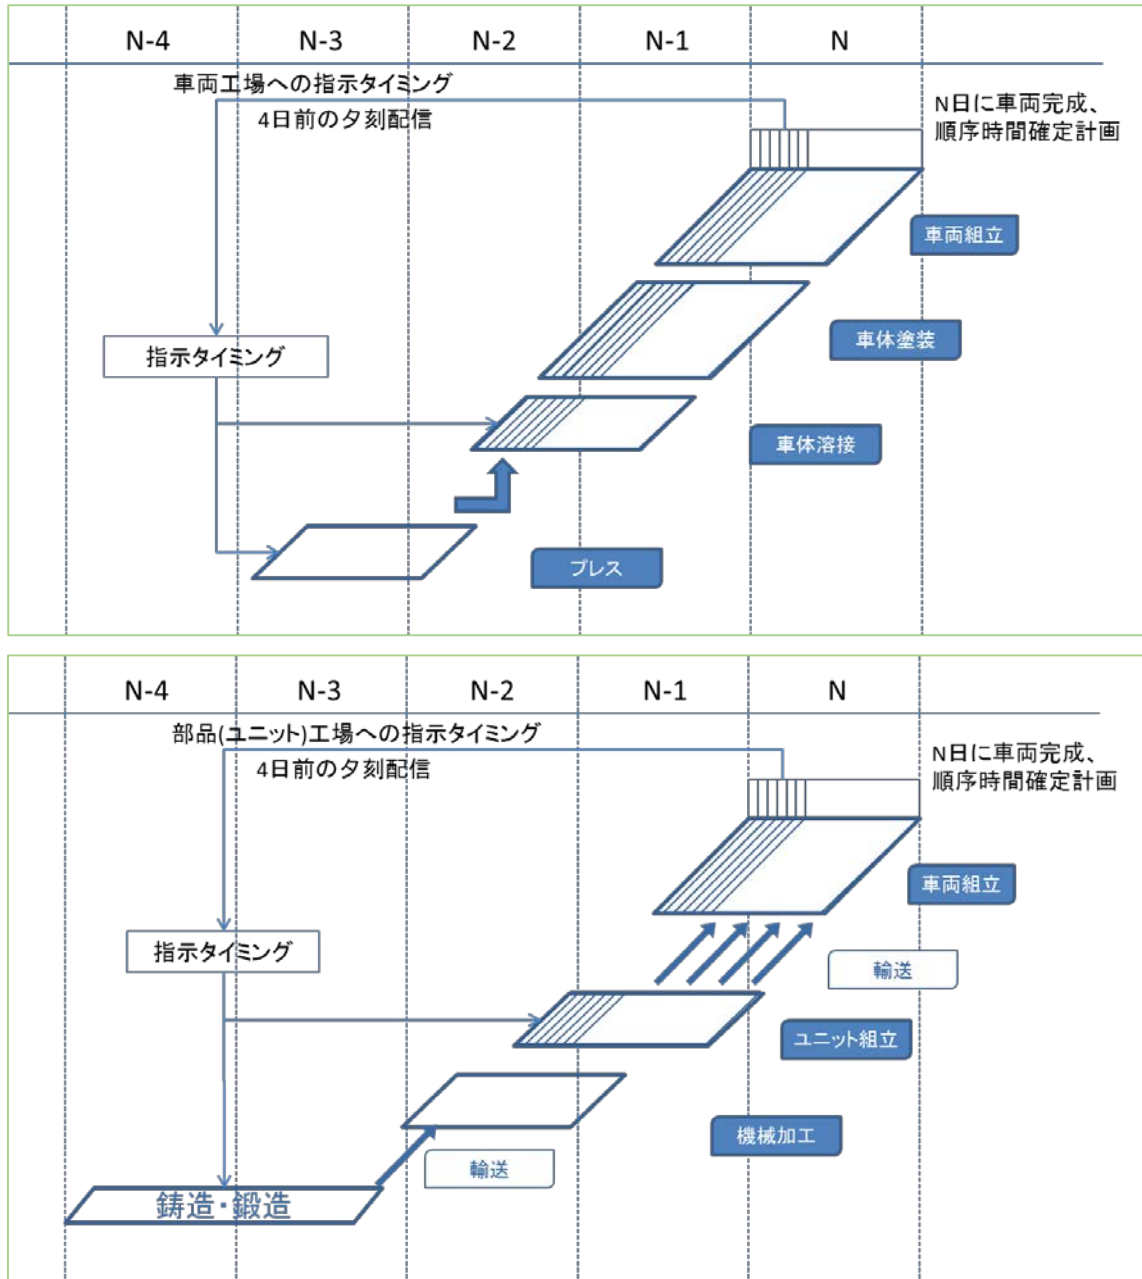 N-4 N-3 N-2 N-1 N
車両工場への指示タイミング
4日前の夕刻配信
N日に車両完成、
順序時間確定計画
車両組立
車体塗装
指示タイミング
車体溶接
プレス
N-4 N-3 N-2 N-1 N
部品(ユニット)工場への指示タイミング
4日前の夕刻配信
N日に車両完成、
順序時間確定計画
車両組立
指示タイミング
輸送
ユニット組立
機械加工
輸送
鋳造・鍛造